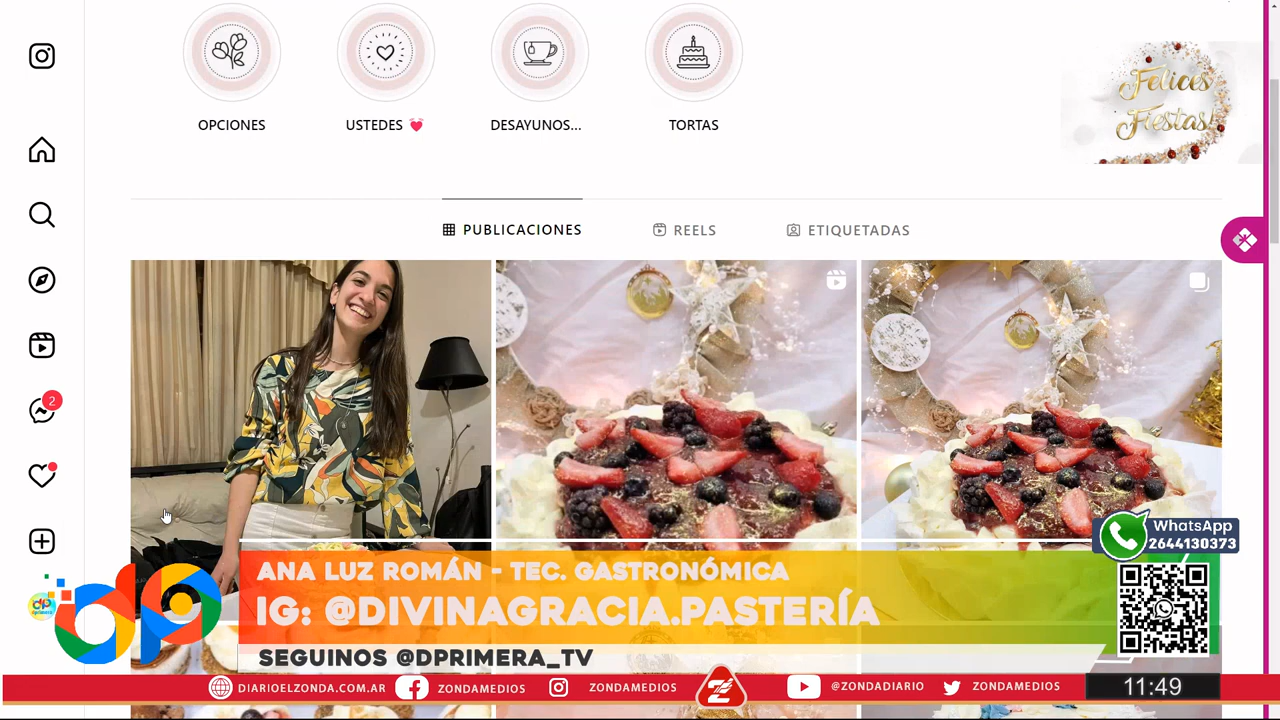 OPCIONES
USTEDES
DESAYUNOS...
TORTAS
Felices
Fiestas!
PUBLICACIONES
REELS
ETIQUETADAS
2
WhatsApp
2644130373
dp
ANA LUZ ROMÁN - TEC. GASTRONÓMICA
IG: @DIVINAGRACIA.PASTERÍA
SEGUINOS @DPRIMERA_TV
DIARIOELZONDA.COM.AR
ZONDAMEDIOS
ZONDAMEDIOS
@ZONDADIARIO
ZONDAMEDIOS
11:49